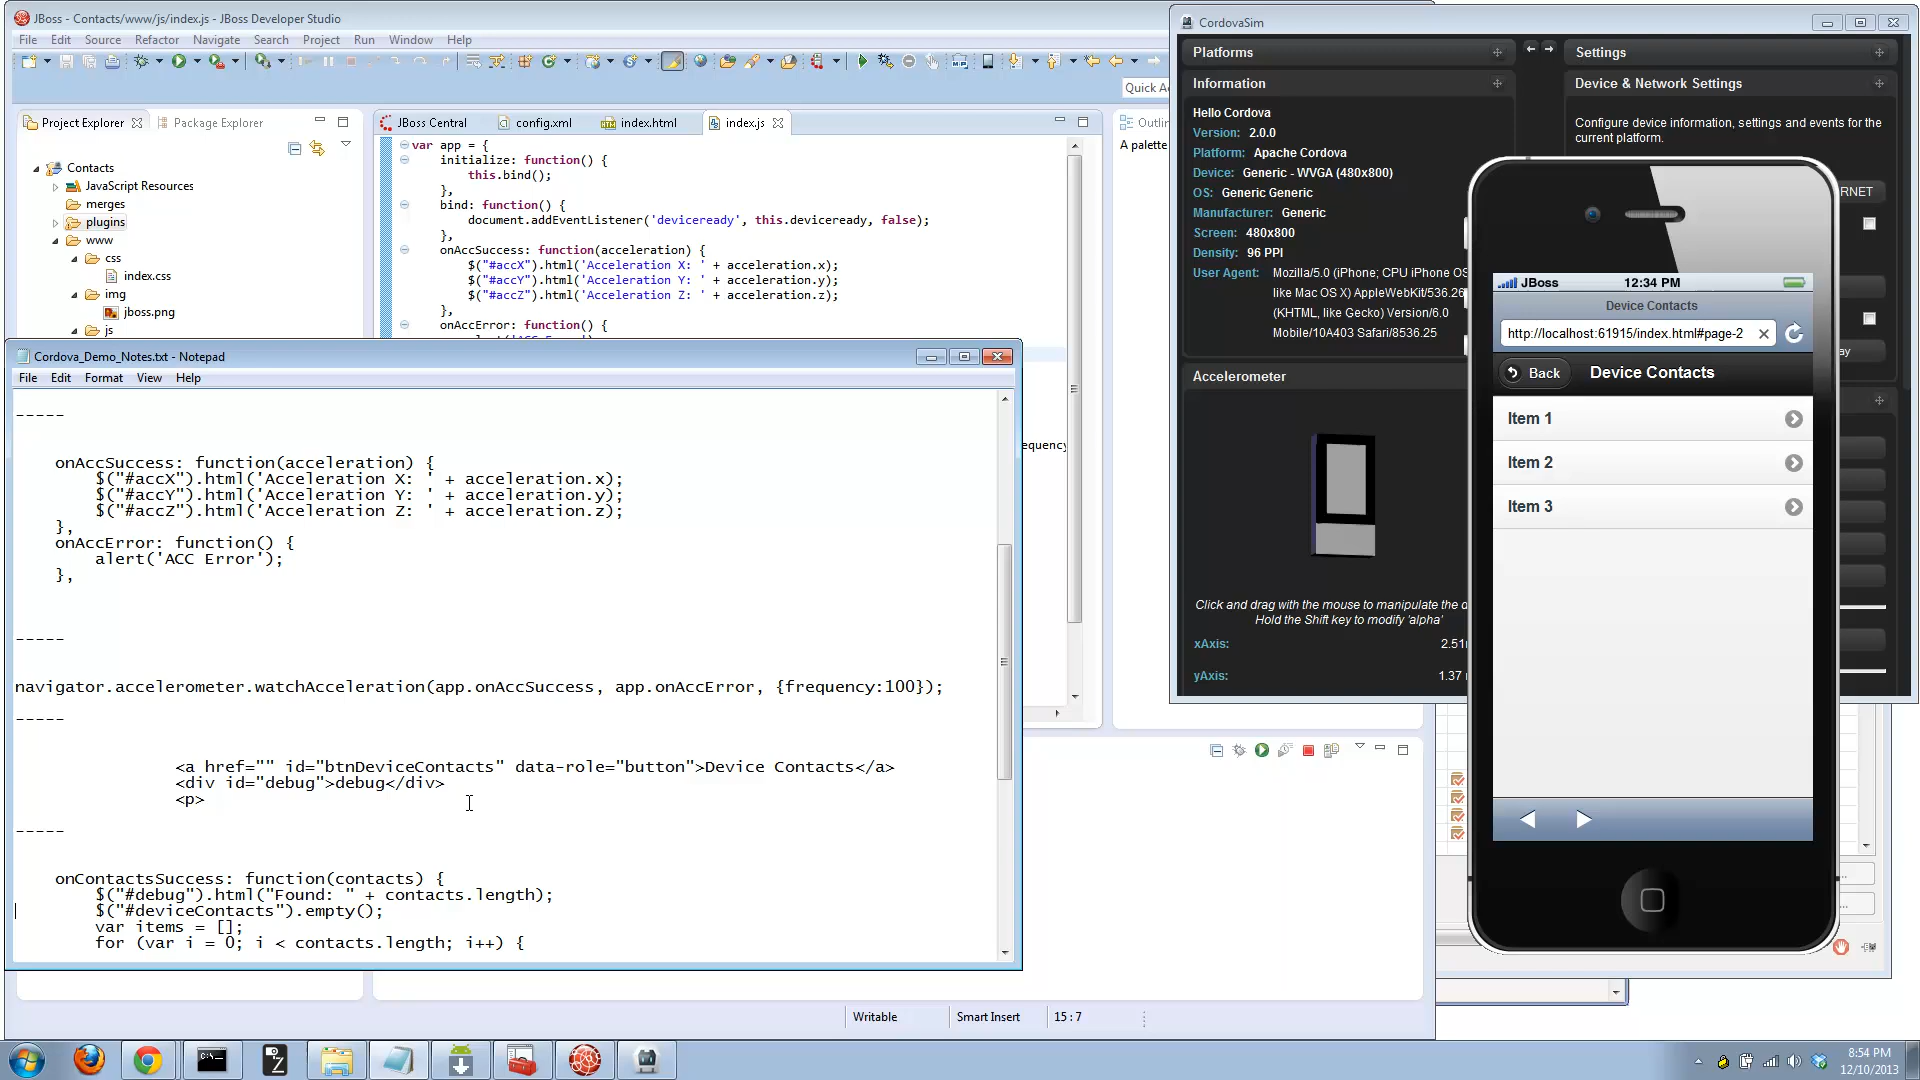 JBoss - Contacts/www/js/index.js - JBoss Developer Studio
File Edit Source Refactor Navigate Search Project Run Window Help
Project Explorer
Package Explorer
Contacts
JavaScript Resources
merges
plugins
www
css
index.css
img
jboss.png
js
JBoss Central
config.xml
index.html
index.js
var app = {
initialize: function() {
this.bind();
},
bind: function() {
document.addEventListener('deviceready', this.deviceready, false);
},
onAccSuccess: function(acceleration) {
$("#accX").html('Acceleration X: ' + acceleration.x);
$("#accY").html('Acceleration Y: ' + acceleration.y);
$("#accZ").html('Acceleration Z: ' + acceleration.z);
},
onAccError: function() {
equency
Quick A
Outlin
A palette
Cordova_Demo_Notes.txt - Notepad
File Edit Format View Help
-----
onAccSuccess: function(acceleration) {
$("#accX").html('Acceleration X: ' + acceleration.x);
$("#accY").html('Acceleration Y: ' + acceleration.y);
$("#accZ").html('Acceleration Z: ' + acceleration.z);
},
onAccError: function() {
alert('ACC Error');
},
-----
navigator.accelerometer.watchAcceleration(app.onAccSuccess, app.onAccError, {frequency:100});
-----
<a href="" id="btnDeviceContacts" data-role="button">Device Contacts</a>
<div id="debug">debug</div>
<p>
-----
onContactsSuccess: function(contacts) {
$("#debug").html("Found: " + contacts.length);
$("#deviceContacts").empty();
var items = [];
for (var i = 0; i < contacts.length; i++) {
Writable
Smart Insert
15 : 7
CordovaSim
Platforms
Information
Hello Cordova
Version: 2.0.0
Platform: Apache Cordova
Device: Generic - WVGA (480x800)
OS: Generic Generic
Manufacturer: Generic
Screen: 480x800
Density: 96 PPI
User Agent: Mozilla/5.0 (iPhone; CPU iPhone OS
like Mac OS X) AppleWebKit/536.26
(KHTML, like Gecko) Version/6.0
Mobile/10A403 Safari/8536.25
Accelerometer
Click and drag with the mouse to manipulate the d
Hold the Shift key to modify 'alpha'
xAxis: 2.51
yAxis: 1.37
Settings
Device & Network Settings
Configure device information, settings and events for the
current platform.
RNET
ay
JBoss
12:34 PM
Device Contacts
http://localhost:61915/index.html#page-2
Back
Device Contacts
Item 1
Item 2
Item 3
8:54 PM
12/10/2013